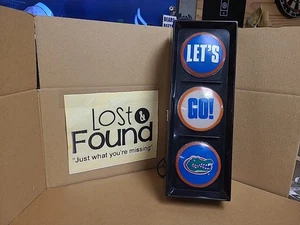 LOST &
FOUND
"Just what you're missing"
LET'S
GO!